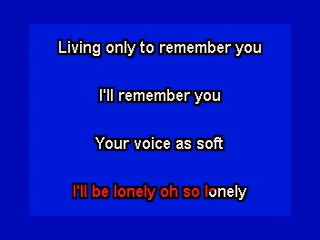 Living only to remember you
I'll remember you
Your voice as soft
I'll be lonely oh so lonely